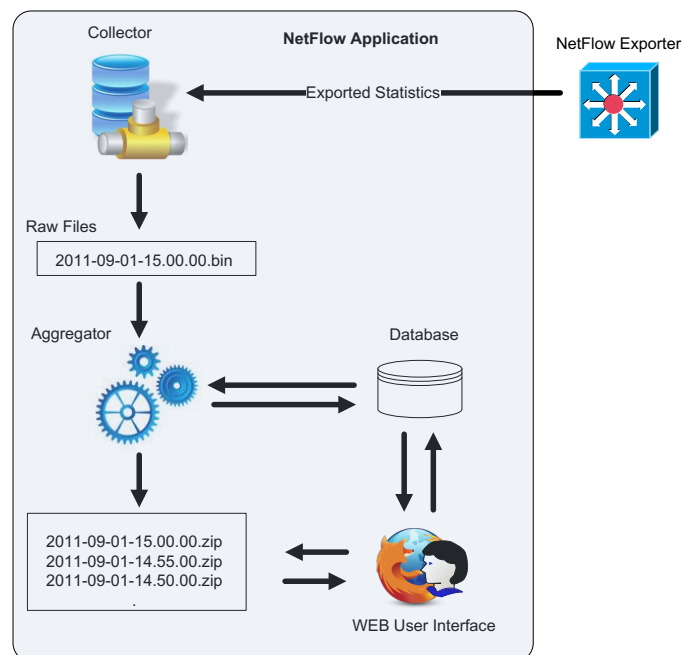 Collector
NetFlow Application
NetFlow Exporter
Exported Statistics
Raw Files
2011-09-01-15.00.00.bin
Aggregator
Database
2011-09-01-15.00.00.zip
2011-09-01-14.55.00.zip
2011-09-01-14.50.00.zip
.
WEB User Interface